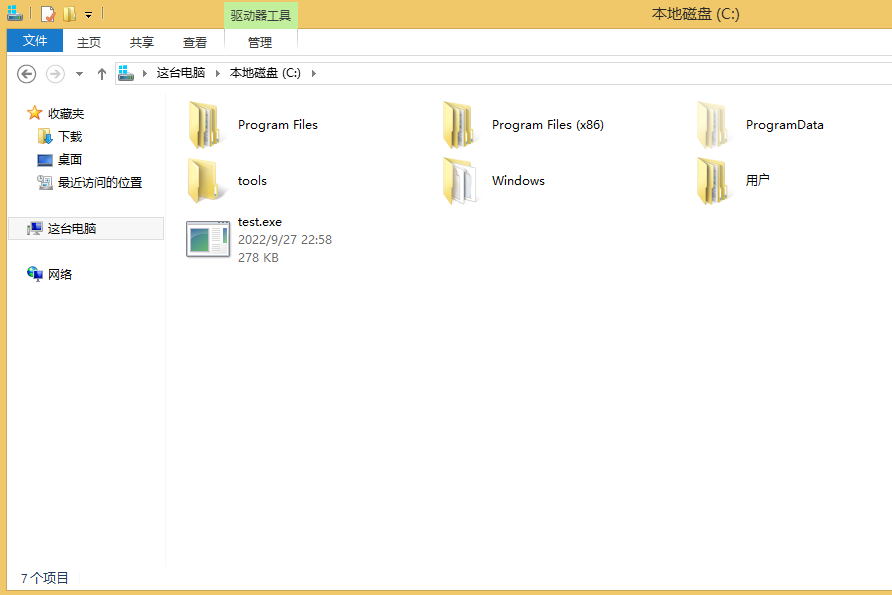 驱动器工具
本地磁盘 (C:)
文件
主页
共享
查看
管理
这台电脑
本地磁盘 (C:)
收藏夹
下载
桌面
最近访问的位置
这台电脑
网络
Program Files
Program Files (x86)
ProgramData
tools
Windows
用户
test.exe
2022/9/27 22:58
278 KB
7 个项目